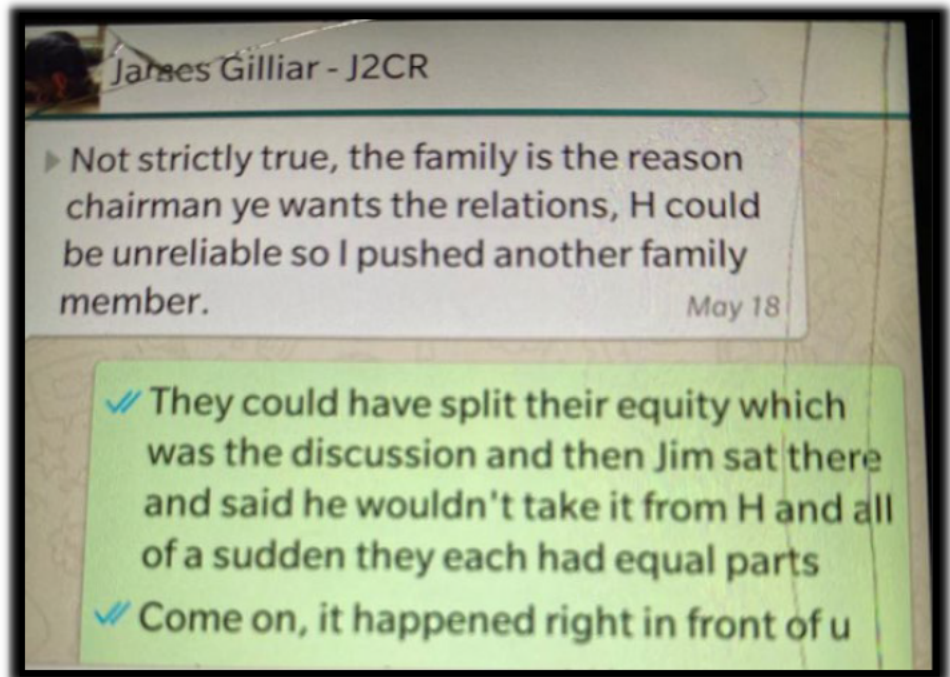 James Gilliar - J2CR
Not strictly true, the family is the reason
chairman ye wants the relations, H could
be unreliable so I pushed another family
member.
May 18
They could have split their equity which
was the discussion and then Jim sat there
and said he wouldn't take it from H and all
of a sudden they each had equal parts
Come on, it happened right in front of u